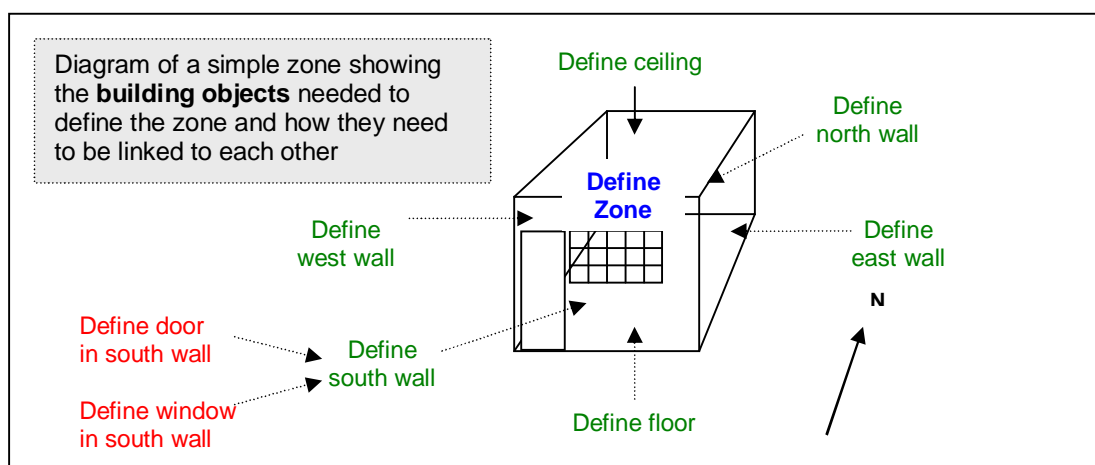 Diagram of a simple zone showing
the building objects needed to
define the zone and how they need
to be linked to each other
Define ceiling
Define
north wall
Define
Zone
Define
west wall
Define
east wall
N
Define door
in south wall
Define
south wall
Define window
in south wall
Define floor